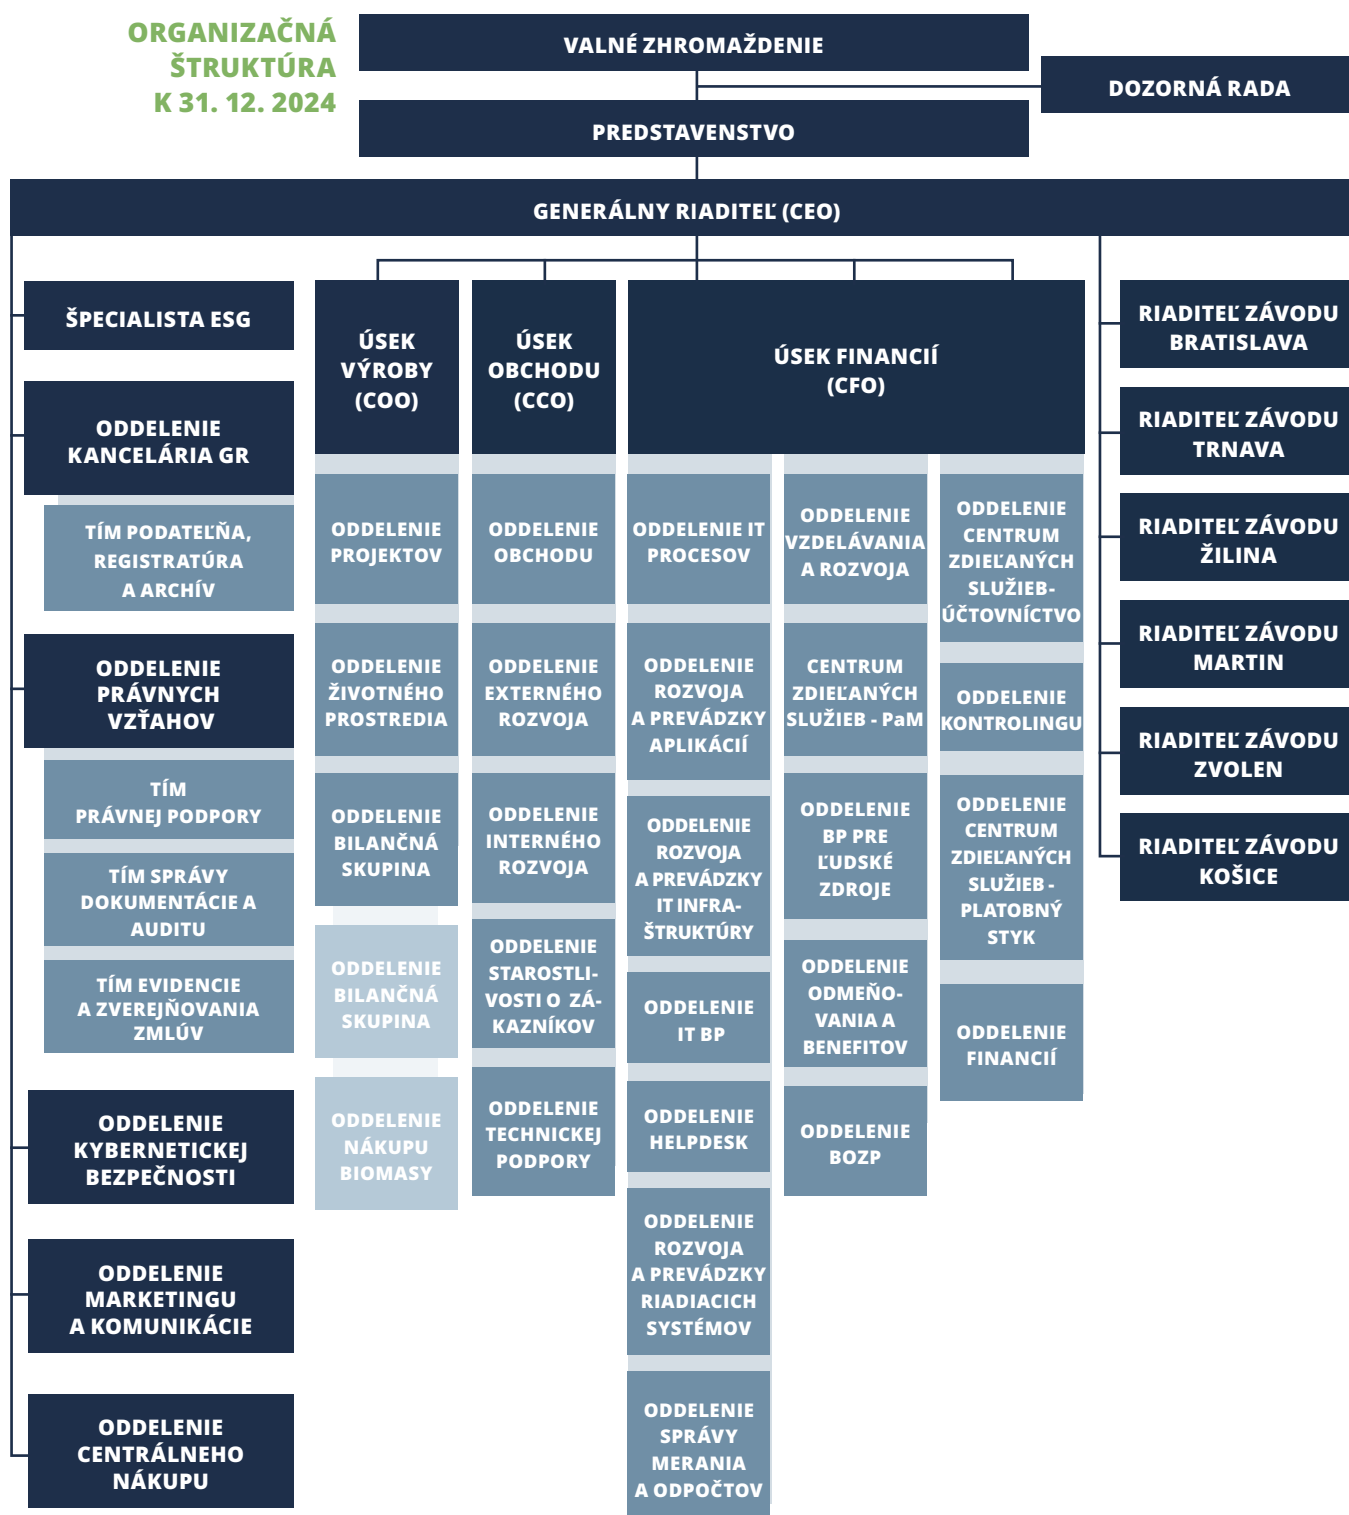 ORGANIZAČNÁ
ŠTRUKTÚRA
K 31. 12. 2024
VALNÉ ZHROMAŽDENIE
DOZORNÁ RADA
PREDSTAVENSTVO
GENERÁLNY RIADITEĽ (CEO)
ŠPECIALISTA ESG
ODDELENIE
KANCELÁRIA GR
TÍM PODATEĽŇA,
REGISTRATÚRA
A ARCHÍV
ODDELENIE
PRÁVNYCH
VZŤAHOV
TÍM
PRÁVNEJ PODPORY
TÍM SPRÁVY
DOKUMENTÁCIE A
AUDITU
TÍM EVIDENCIE
A ZVEREJŇOVANIA
ZMLÚV
ODDELENIE
KYBERNETICKEJ
BEZPEČNOSTI
ODDELENIE
MARKETINGU
A KOMUNIKÁCIE
ODDELENIE
CENTRÁLNEHO
NÁKUPU
ÚSEK
VÝROBY
(COO)
ODDELENIE
PROJEKTOV
ODDELENIE
ŽIVOTNÉHO
PROSTREDIA
ODDELENIE
BILANČNÁ
SKUPINA
ODDELENIE
BILANČNÁ
SKUPINA
ODDELENIE
NÁKUPU
BIOMASY
ÚSEK
OBCHODU
(CCO)
ODDELENIE
OBCHODU
ODDELENIE
EXTERNÉHO
ROZVOJA
ODDELENIE
INTERNÉHO
ROZVOJA
ODDELENIE
STAROSTLI-
VOSTI O ZÁ-
KAZNÍKOV
ODDELENIE
TECHNICKEJ
PODPORY
ÚSEK FINANCIÍ
(CFO)
ODDELENIE IT
PROCESOV
ODDELENIE
ROZVOJA
A PREVÁDZKY
APLIKÁCIÍ
ODDELENIE
ROZVOJA
A PREVÁDZKY
IT INFRA-
ŠTRUKTÚRY
ODDELENIE
IT BP
ODDELENIE
HELPDESK
ODDELENIE
ROZVOJA
A PREVÁDZKY
RIADIACICH
SYSTÉMOV
ODDELENIE
SPRÁVY
MERANIA
A ODPOČTOV
ODDELENIE
VZDELÁVANIA
A ROZVOJA
CENTRUM
ZDIEĽANÝCH
SLUŽIEB - PaM
ODDELENIE
BP PRE
ĽUDSKÉ
ZDROJE
ODDELENIE
ODMEŇO-
VANIA A
BENEFITOV
ODDELENIE
BOZP
ODDELENIE
CENTRUM
ZDIEĽANÝCH
SLUŽIEB-
ÚČTOVNÍCTVO
ODDELENIE
KONTROLINGU
ODDELENIE
CENTRUM
ZDIEĽANÝCH
SLUŽIEB -
PLATOBNÝ
STYK
ODDELENIE
FINANCIÍ
RIADITEĽ ZÁVODU
BRATISLAVA
RIADITEĽ ZÁVODU
TRNAVA
RIADITEĽ ZÁVODU
ŽILINA
RIADITEĽ ZÁVODU
MARTIN
RIADITEĽ ZÁVODU
ZVOLEN
RIADITEĽ ZÁVODU
KOŠICE